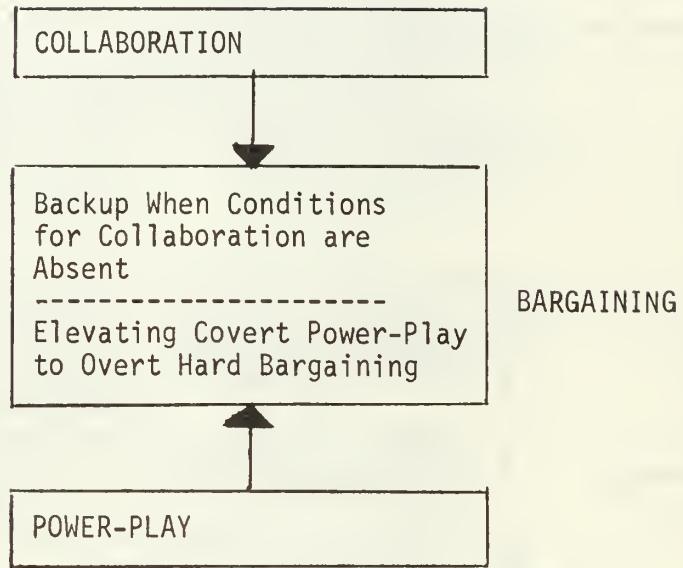 COLLABORATION
Backup When Conditions
for Collaboration are
Absent
-----------------------
Elevating Covert Power-Play
to Overt Hard Bargaining
BARGAINING
POWER-PLAY